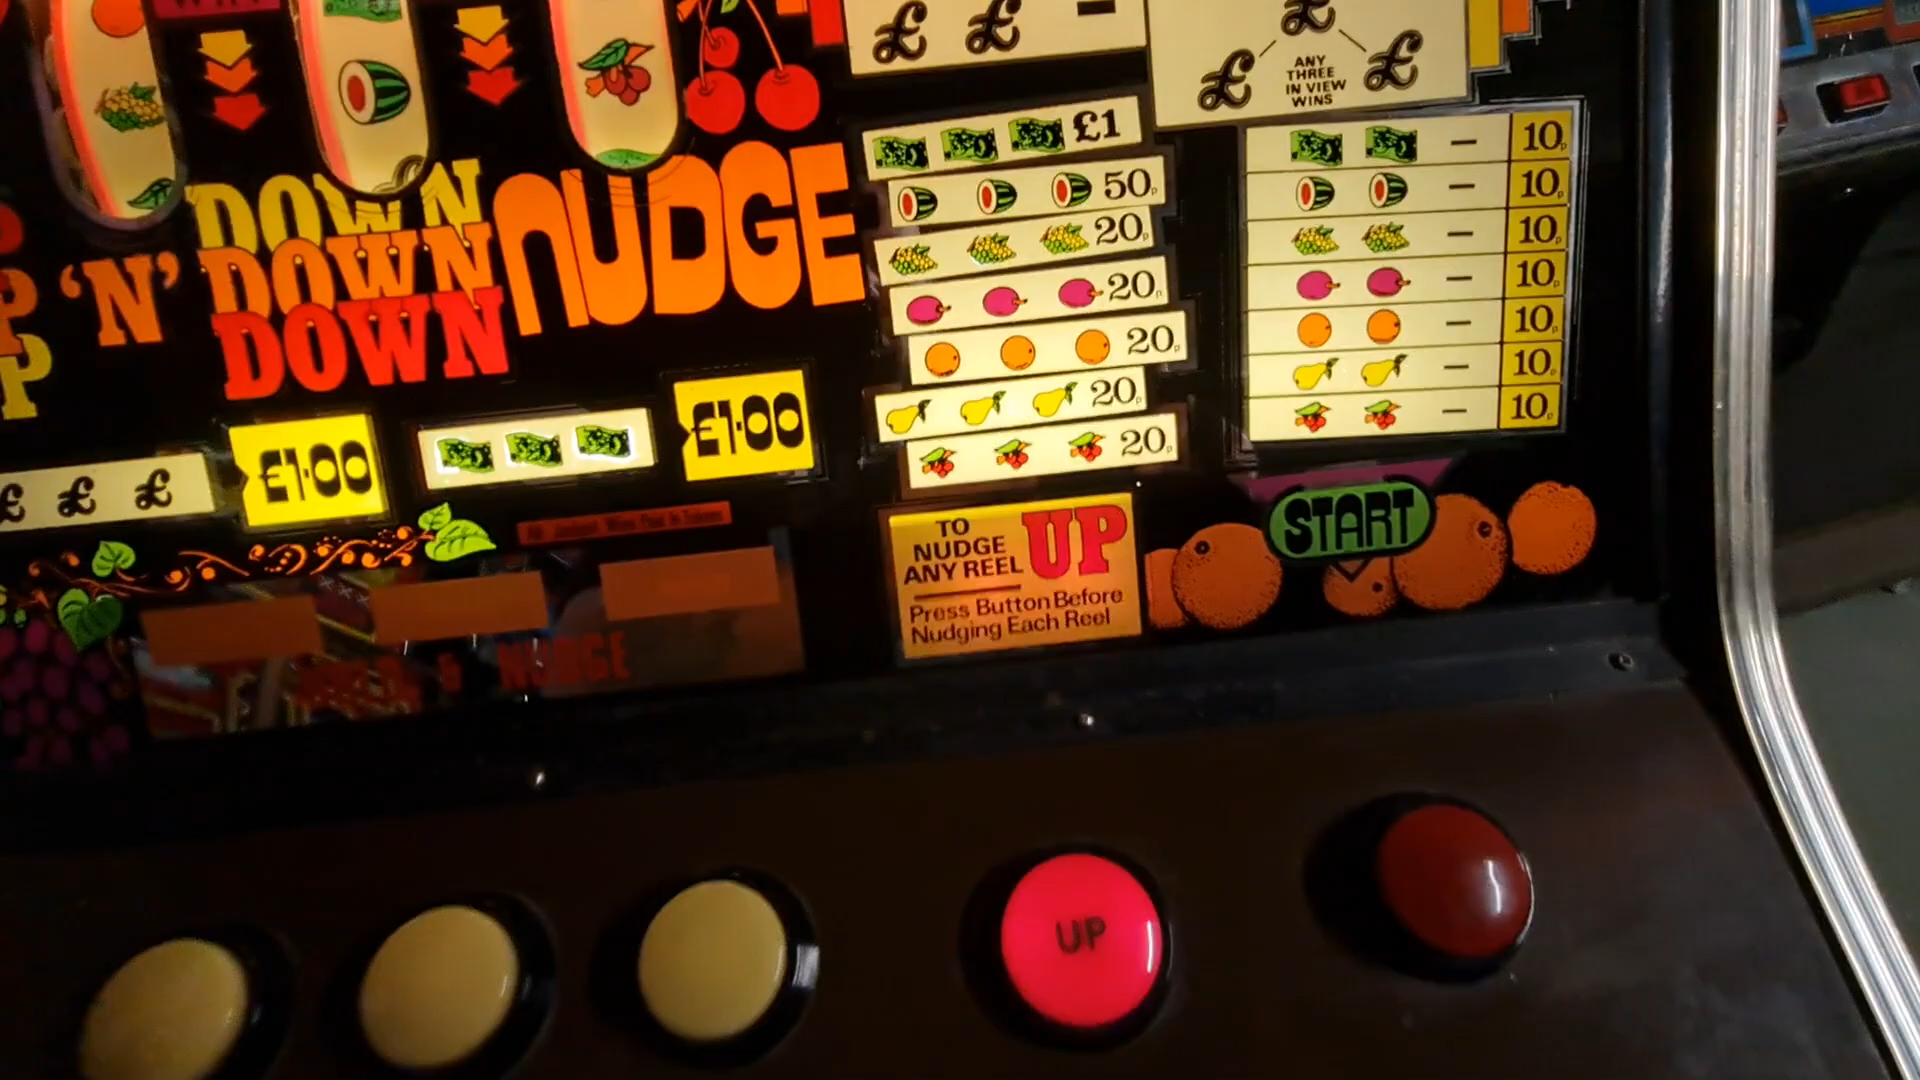 £ £ –
£
£ £
ANY
THREE
IN VIEW
WINS
£1
50p
20p
20p
20p
20p
20p
– 10p
– 10p
– 10p
– 10p
– 10p
– 10p
– 10p
DOWN
'N' DOWN
DOWN
NUDGE
P
P
£ £ £
£1·00
£1·00
TO
NUDGE
ANY REEL
UP
Press Button Before
Nudging Each Reel
START
NUDGE
UP